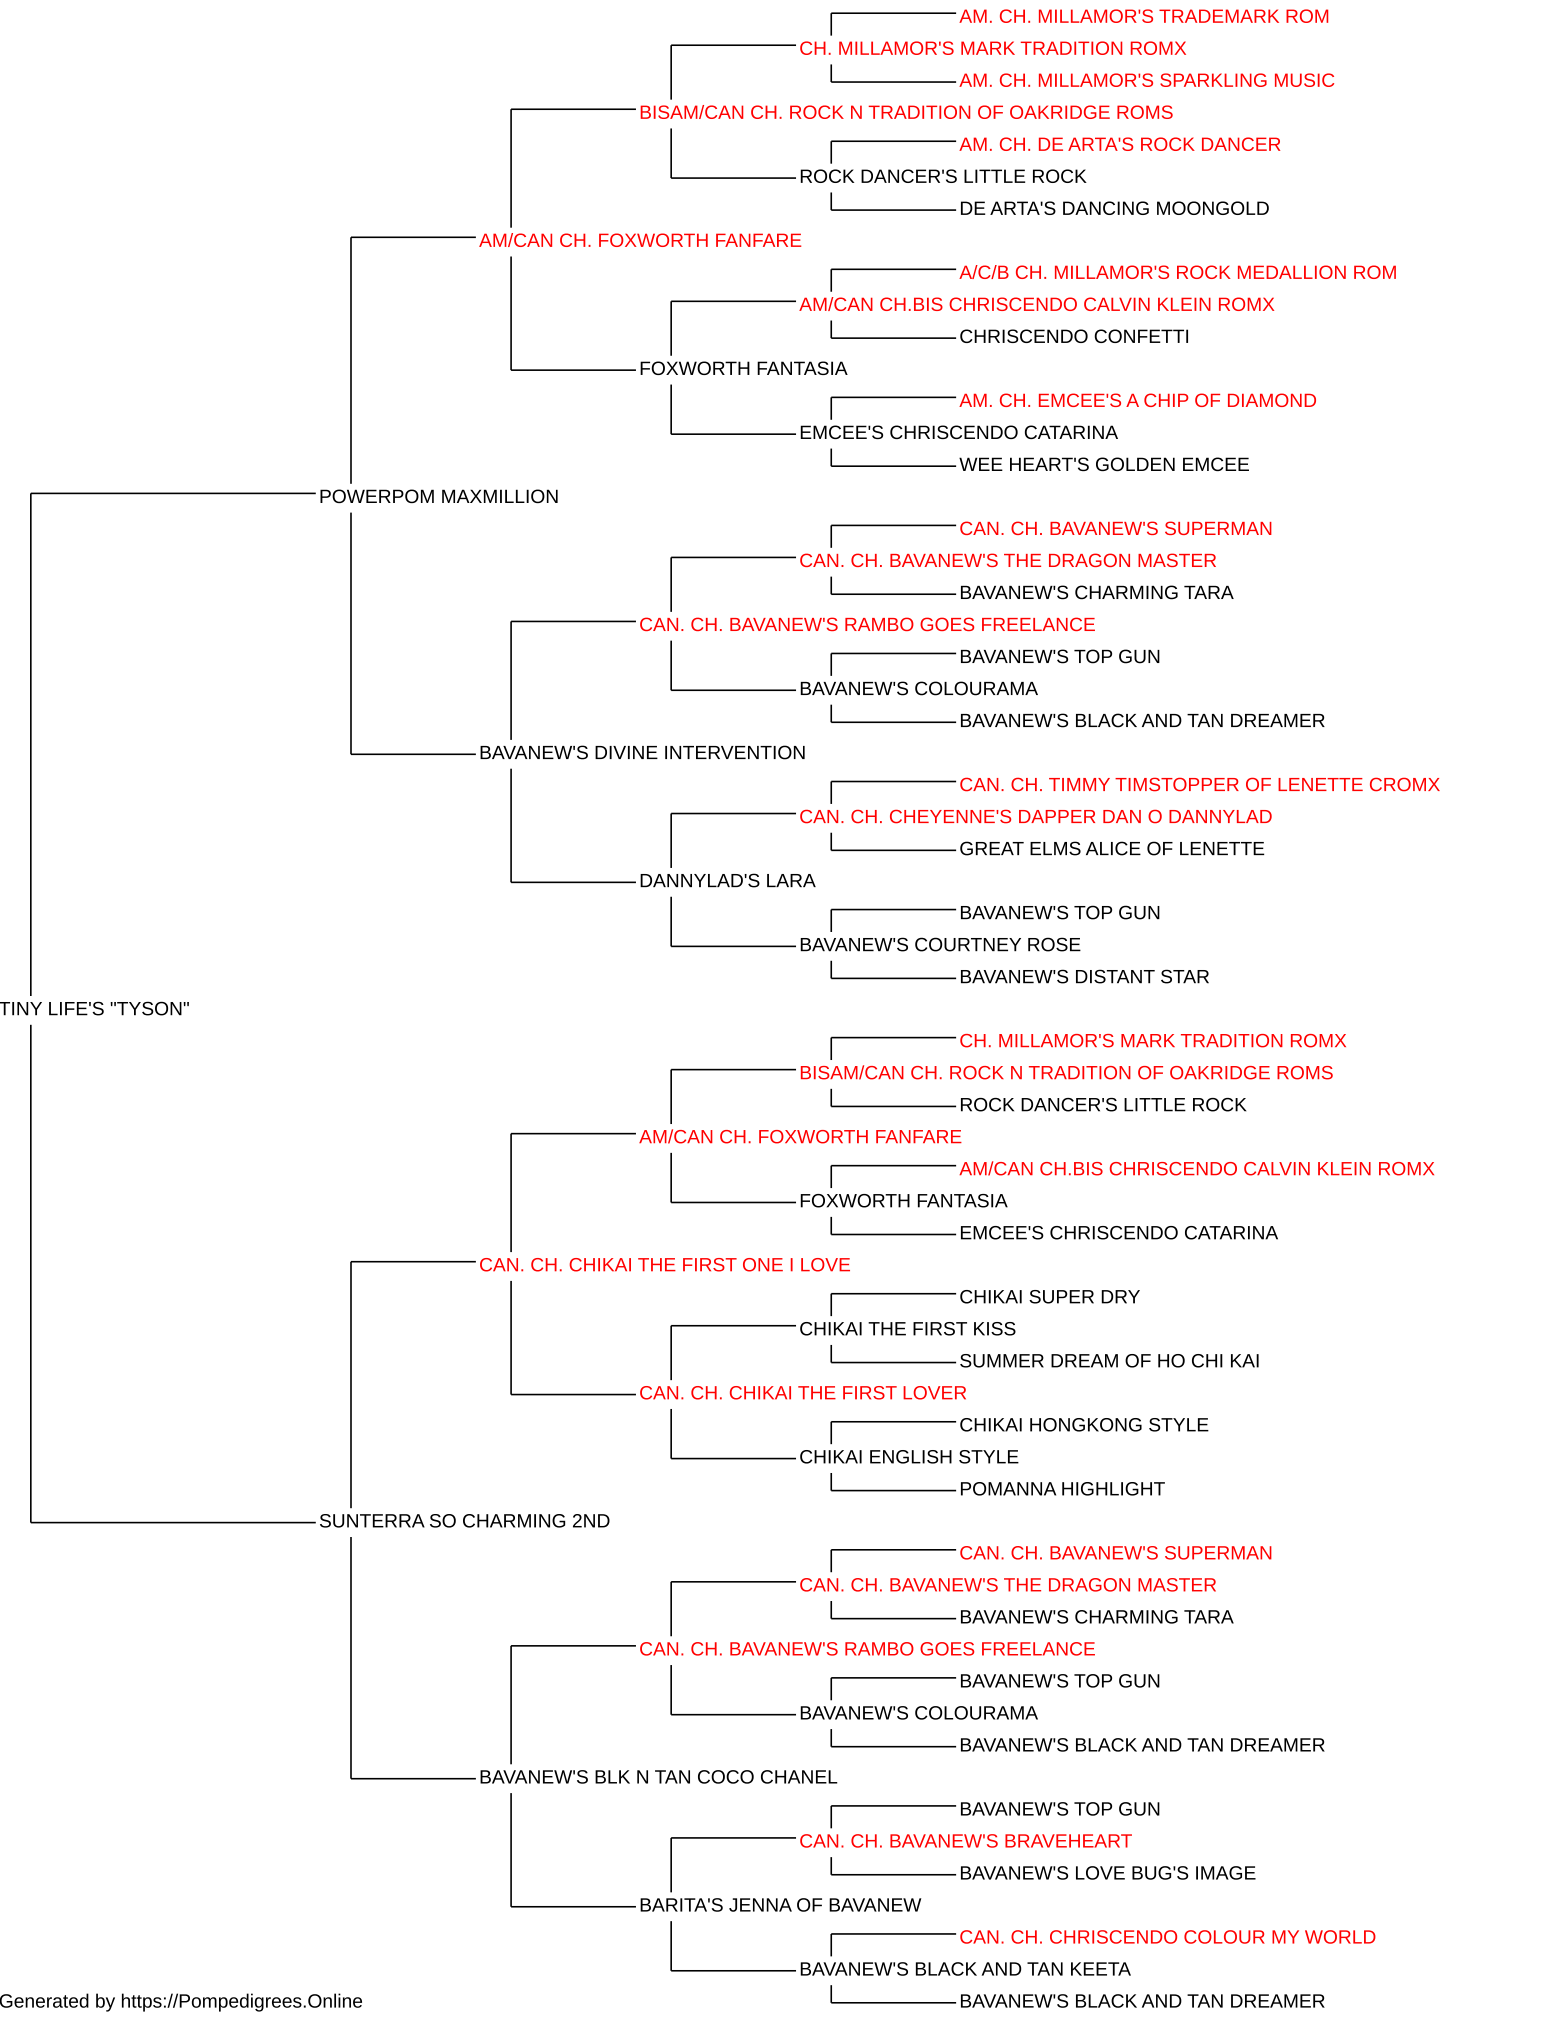 AM. CH. MILLAMOR'S TRADEMARK ROM
CH. MILLAMOR'S MARK TRADITION ROMX
AM. CH. MILLAMOR'S SPARKLING MUSIC
BISAM/CAN CH. ROCK N TRADITION OF OAKRIDGE ROMS
AM. CH. DE ARTA'S ROCK DANCER
ROCK DANCER'S LITTLE ROCK
DE ARTA'S DANCING MOONGOLD
AM/CAN CH. FOXWORTH FANFARE
A/C/B CH. MILLAMOR'S ROCK MEDALLION ROM
AM/CAN CH.BIS CHRISCENDO CALVIN KLEIN ROMX
CHRISCENDO CONFETTI
FOXWORTH FANTASIA
AM. CH. EMCEE'S A CHIP OF DIAMOND
EMCEE'S CHRISCENDO CATARINA
WEE HEART'S GOLDEN EMCEE
POWERPOM MAXMILLION
CAN. CH. BAVANEW'S SUPERMAN
CAN. CH. BAVANEW'S THE DRAGON MASTER
BAVANEW'S CHARMING TARA
CAN. CH. BAVANEW'S RAMBO GOES FREELANCE
BAVANEW'S TOP GUN
BAVANEW'S COLOURAMA
BAVANEW'S BLACK AND TAN DREAMER
BAVANEW'S DIVINE INTERVENTION
CAN. CH. TIMMY TIMSTOPPER OF LENETTE CROMX
CAN. CH. CHEYENNE'S DAPPER DAN O DANNYLAD
GREAT ELMS ALICE OF LENETTE
DANNYLAD'S LARA
BAVANEW'S TOP GUN
BAVANEW'S COURTNEY ROSE
BAVANEW'S DISTANT STAR
TINY LIFE'S "TYSON"
CH. MILLAMOR'S MARK TRADITION ROMX
BISAM/CAN CH. ROCK N TRADITION OF OAKRIDGE ROMS
ROCK DANCER'S LITTLE ROCK
AM/CAN CH. FOXWORTH FANFARE
AM/CAN CH.BIS CHRISCENDO CALVIN KLEIN ROMX
FOXWORTH FANTASIA
EMCEE'S CHRISCENDO CATARINA
CAN. CH. CHIKAI THE FIRST ONE I LOVE
CHIKAI SUPER DRY
CHIKAI THE FIRST KISS
SUMMER DREAM OF HO CHI KAI
CAN. CH. CHIKAI THE FIRST LOVER
CHIKAI HONGKONG STYLE
CHIKAI ENGLISH STYLE
POMANNA HIGHLIGHT
SUNTERRA SO CHARMING 2ND
CAN. CH. BAVANEW'S SUPERMAN
CAN. CH. BAVANEW'S THE DRAGON MASTER
BAVANEW'S CHARMING TARA
CAN. CH. BAVANEW'S RAMBO GOES FREELANCE
BAVANEW'S TOP GUN
BAVANEW'S COLOURAMA
BAVANEW'S BLACK AND TAN DREAMER
BAVANEW'S BLK N TAN COCO CHANEL
BAVANEW'S TOP GUN
CAN. CH. BAVANEW'S BRAVEHEART
BAVANEW'S LOVE BUG'S IMAGE
BARITA'S JENNA OF BAVANEW
CAN. CH. CHRISCENDO COLOUR MY WORLD
BAVANEW'S BLACK AND TAN KEETA
BAVANEW'S BLACK AND TAN DREAMER
Generated by https://Pompedigrees.Online